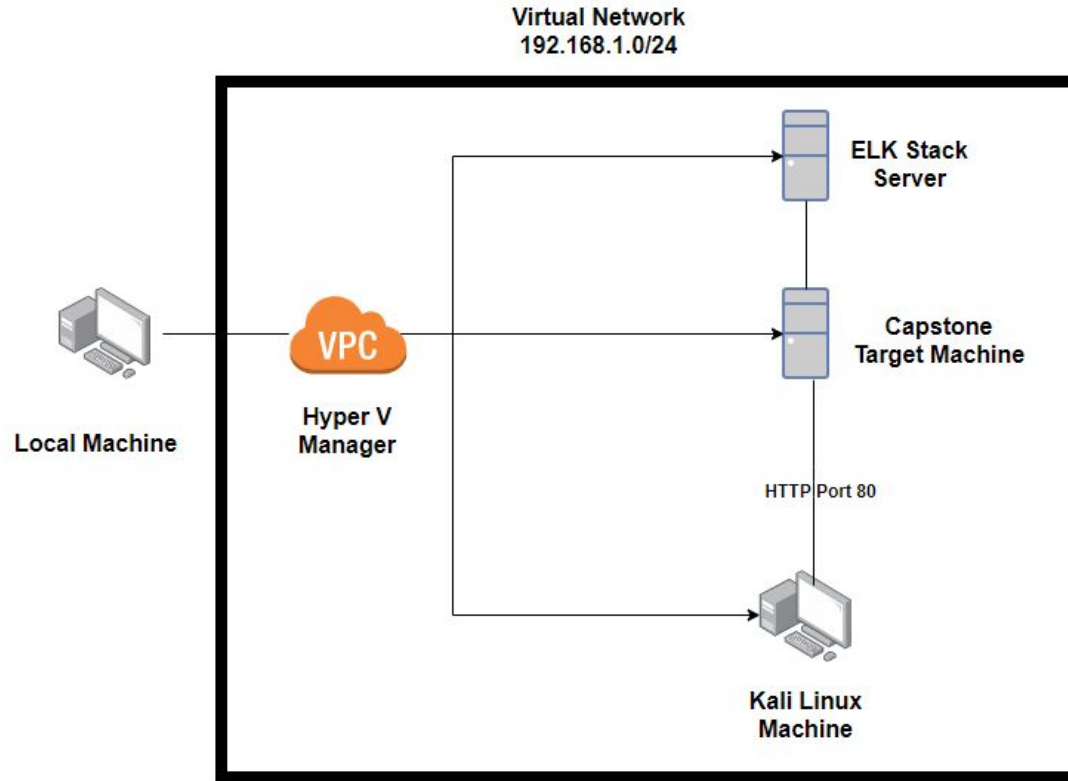 Virtual Network
192.168.1.0/24
ELK Stack
Server
VPC
Capstone
Target Machine
Hyper V
Manager
Local Machine
HTTP Port 80
Kali Linux
Machine